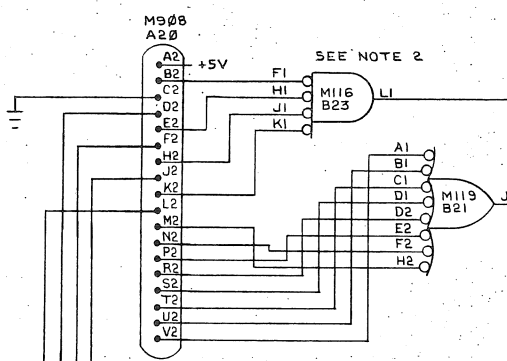 M9Ø8
A2Ø
A2
+5V
B2
C2
D2
E2
F2
H2
J2
K2
L2
M2
N2
P2
R2
S2
T2
U2
V2
SEE NOTE 2
F1
H1
J1
K1
M116
B23
L1
A1
B1
C1
D1
D2
E2
F2
H2
M119
B21
J